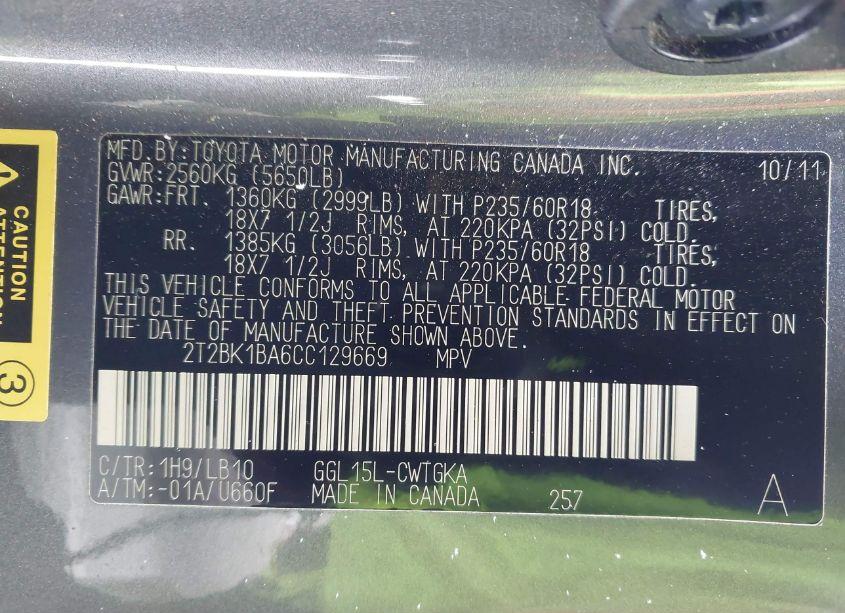 MFD. BY: TOYOTA MOTOR MANUFACTURING CANADA INC. 10/11
GVWR: 2560KG (5650LB)
GAWR: FRT. 1360KG (2999LB) WITH P235/60R18 TIRES,
18X7 1/2J RIMS, AT 220KPA (32PSI) COLD.
RR. 1385KG (3056LB) WITH P235/60R18 TIRES,
18X7 1/2J RIMS, AT 220KPA (32PSI) COLD.
THIS VEHICLE CONFORMS TO ALL APPLICABLE FEDERAL MOTOR
VEHICLE SAFETY AND THEFT PREVENTION STANDARDS IN EFFECT ON
THE DATE OF MANUFACTURE SHOWN ABOVE.
2T2BK1BA6CC129669 MPV
C/TR: 1H9/LB10 GGL15L-CWTGKA
A/TM: -01A/U660F MADE IN CANADA 257 A
CAUTION
ATTENTION
3